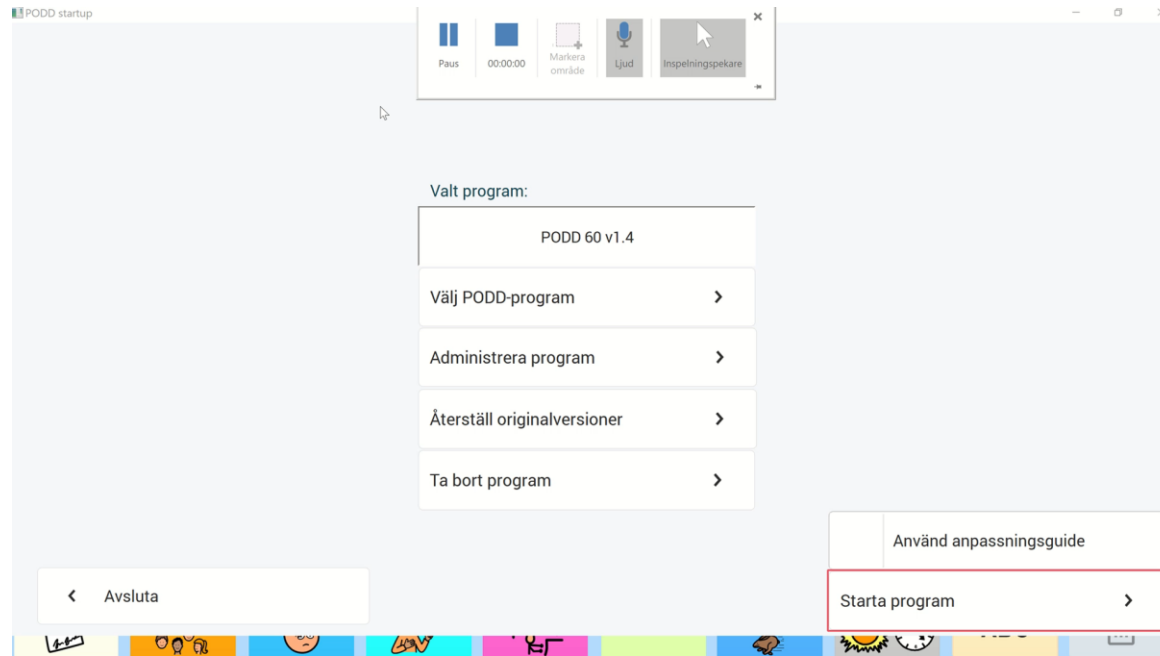 PODD startup
Paus
00:00:00
Markera
område
Ljud
Inspelningspekare
Valt program:
PODD 60 v1.4
Välj PODD-program
Administrera program
Återställ originalversioner
Ta bort program
Använd anpassningsguide
Avsluta
Starta program